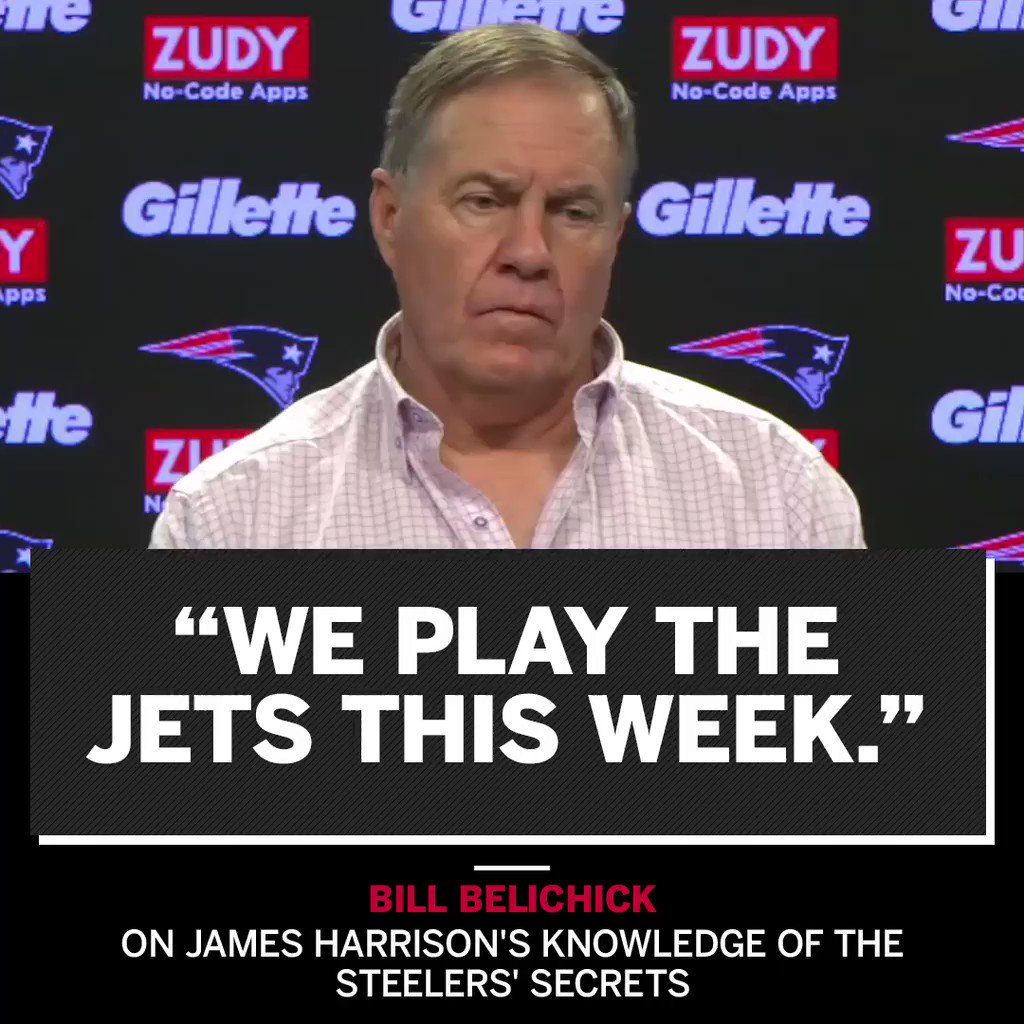 Gillette
ZUDY
No-Code Apps
ZUDY
No-Code Apps
Gillette
Gillette
"WE PLAY THE
JETS THIS WEEK."
BILL BELICHICK
ON JAMES HARRISON'S KNOWLEDGE OF THE
STEELERS' SECRETS